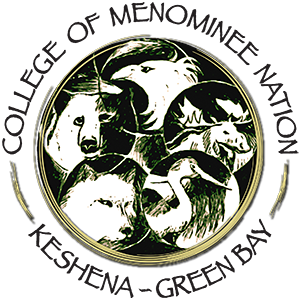 COLLEGE OF MENOMINEE NATION
KESHENA ~ GREEN BAY